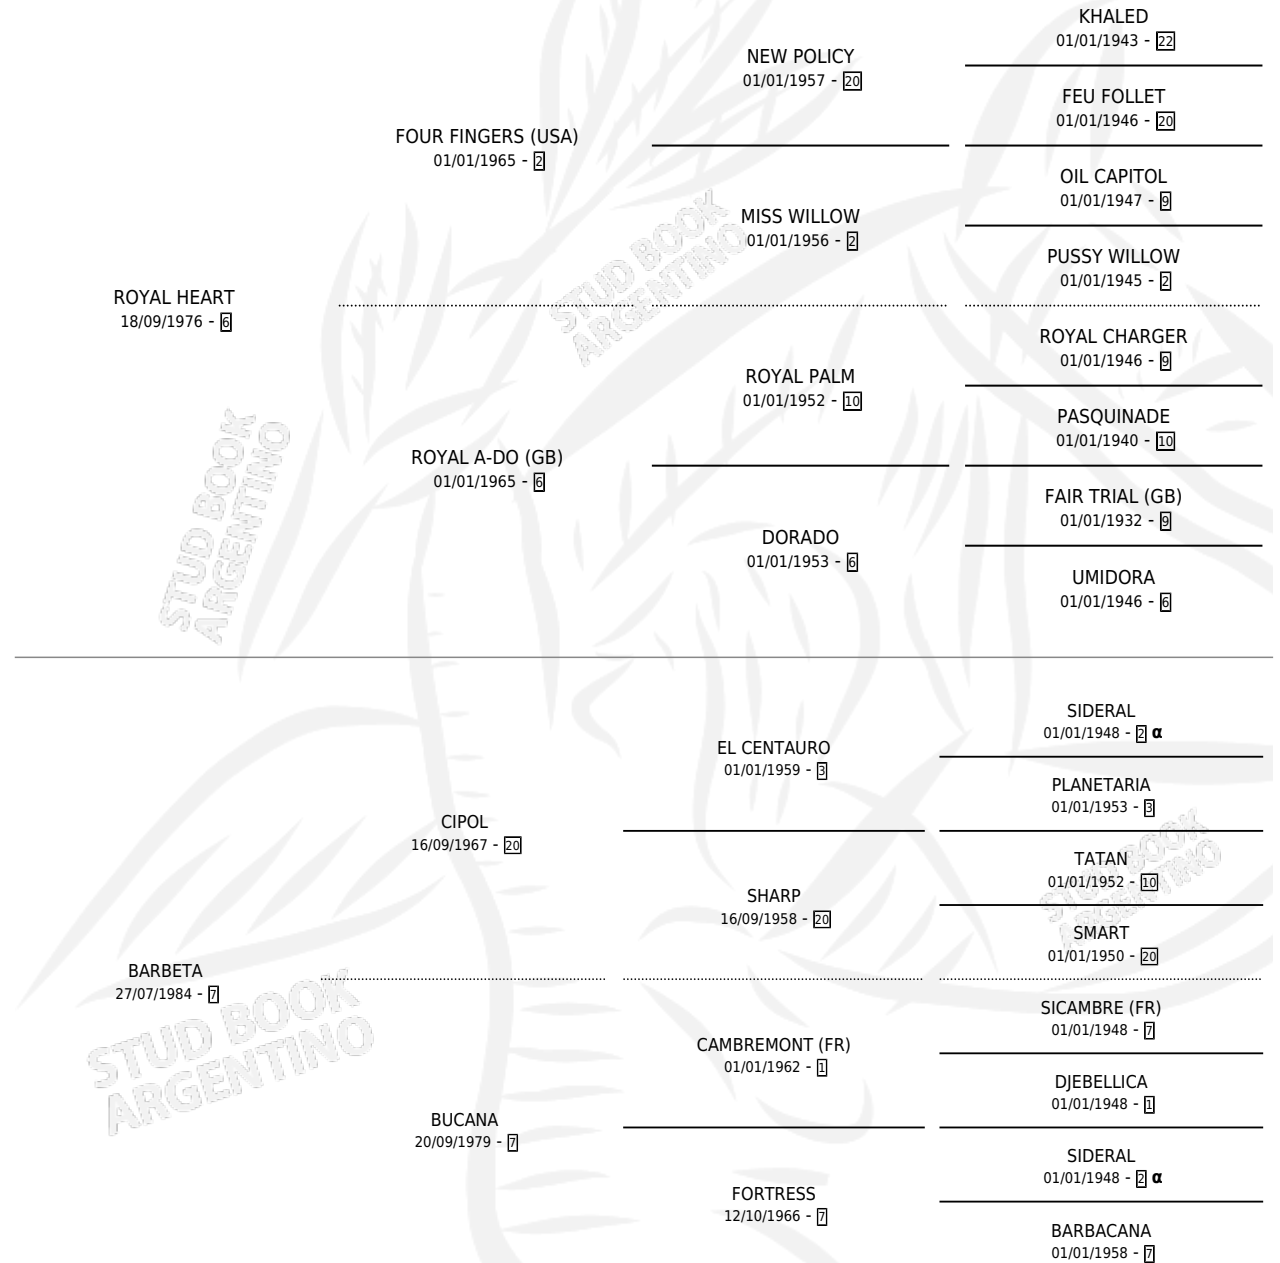 KHALED
01/01/1943 - 22
NEW POLICY
01/01/1957 - 20
FEU FOLLET
01/01/1946 - 20
FOUR FINGERS (USA)
01/01/1965 - 2
OIL CAPITOL
01/01/1947 - 9
MISS WILLOW
01/01/1956 - 2
PUSSY WILLOW
01/01/1945 - 2
ROYAL HEART
18/09/1976 - 6
ROYAL CHARGER
01/01/1946 - 9
ROYAL PALM
01/01/1952 - 10
PASQUINADE
01/01/1940 - 10
ROYAL A-DO (GB)
01/01/1965 - 6
FAIR TRIAL (GB)
01/01/1932 - 9
DORADO
01/01/1953 - 6
UMIDORA
01/01/1946 - 6
STUD BOOK
ARGENTINO
STUD BOOK
ARGENTINO
SIDERAL
01/01/1948 - 2 α
EL CENTAURO
01/01/1959 - 3
PLANETARIA
01/01/1953 - 3
CIPOL
16/09/1967 - 20
TATAN
01/01/1952 - 10
SHARP
16/09/1958 - 20
SMART
01/01/1950 - 20
BARBETA
27/07/1984 - 7
SICAMBRE (FR)
01/01/1948 - 7
CAMBREMONT (FR)
01/01/1962 - 1
DJEBELLICA
01/01/1948 - 1
BUCANA
20/09/1979 - 7
SIDERAL
01/01/1948 - 2 α
FORTRESS
12/10/1966 - 7
BARBACANA
01/01/1958 - 7
STUD BOOK
ARGENTINO
STUD BOOK
ARGENTINO